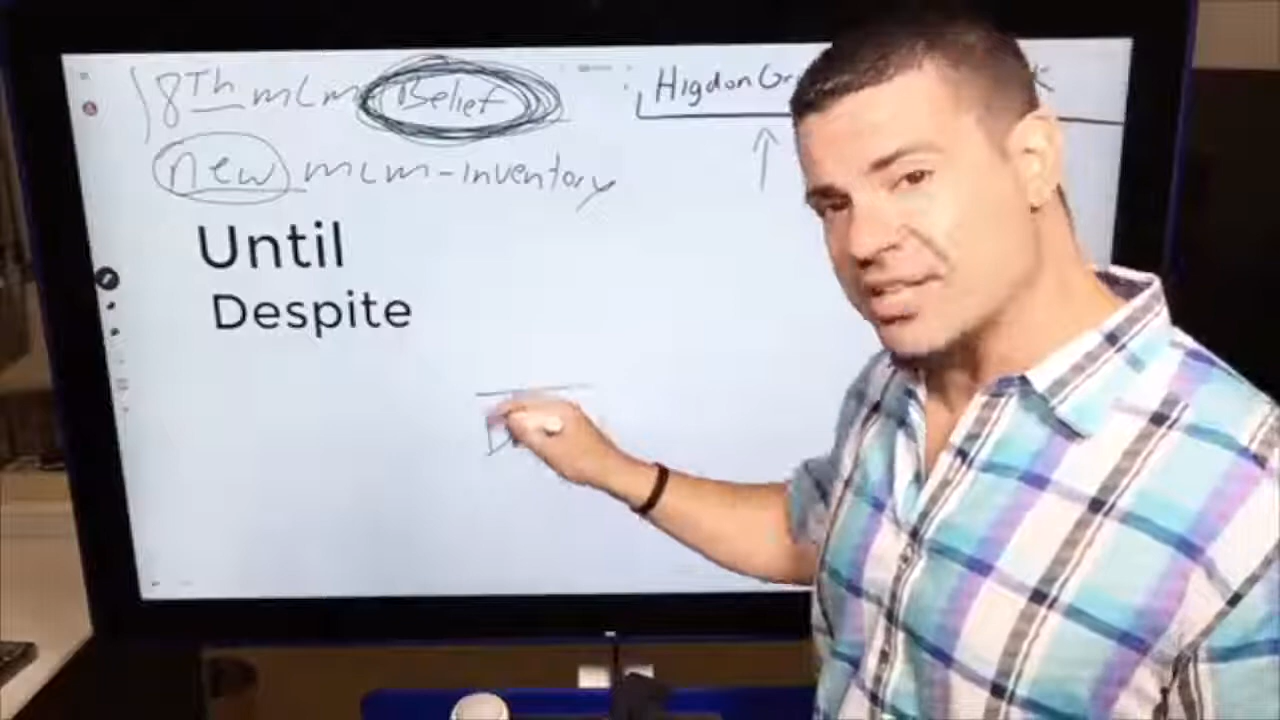 18Th mLm Belief
HigdonGr
new mLm-inventory
Until
Despite